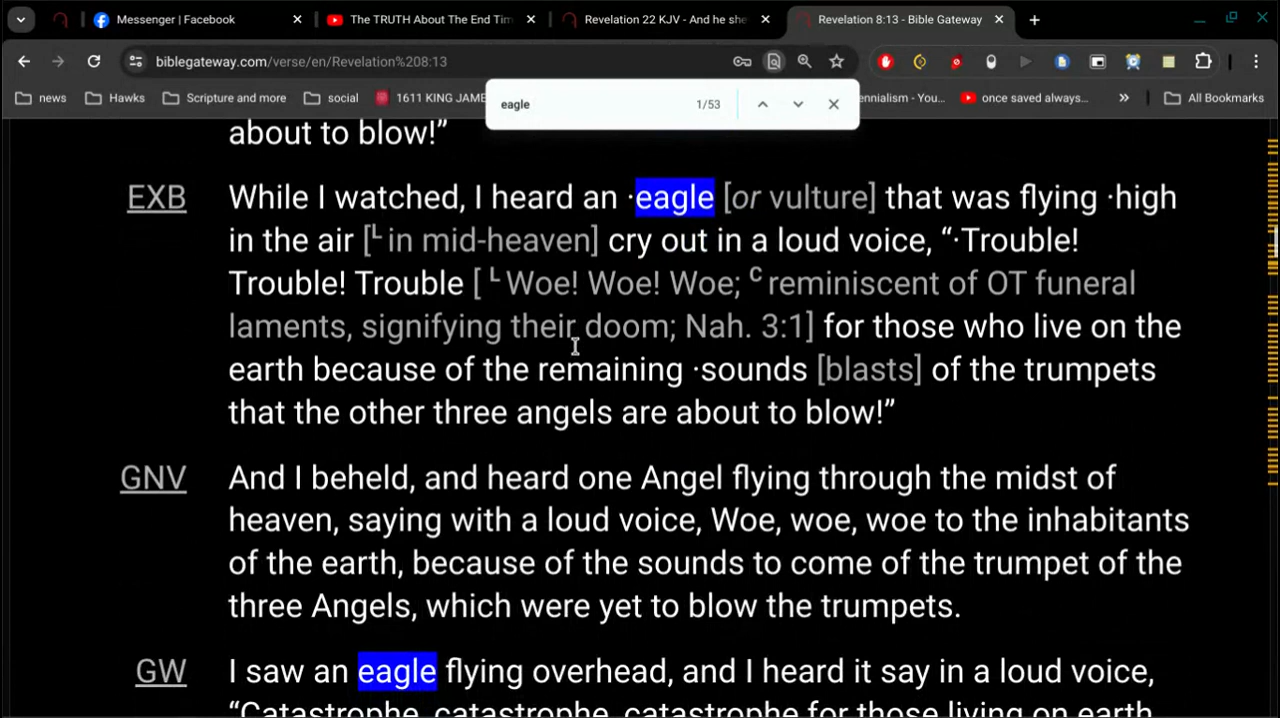 Messenger | Facebook
The TRUTH About The End Tim
Revelation 22 KJV - And he she
Revelation 8:13 - Bible Gateway
biblegateway.com/verse/en/Revelation%208:13
news
Hawks
Scripture and more
social
1611 KING JAME
eagle 1/53
ennialism - You...
once saved always...
All Bookmarks
about to blow!”
EXB While I watched, I heard an ·eagle [or vulture] that was flying ·high
in the air [L in mid-heaven] cry out in a loud voice, “·Trouble!
Trouble! Trouble [ L Woe! Woe! Woe; C reminiscent of OT funeral
laments, signifying their doom; Nah. 3:1] for those who live on the
earth because of the remaining ·sounds [blasts] of the trumpets
that the other three angels are about to blow!”
GNV And I beheld, and heard one Angel flying through the midst of
heaven, saying with a loud voice, Woe, woe, woe to the inhabitants
of the earth, because of the sounds to come of the trumpet of the
three Angels, which were yet to blow the trumpets.
GW I saw an eagle flying overhead, and I heard it say in a loud voice,
“Catastrophe, catastrophe, catastrophe for those living on earth